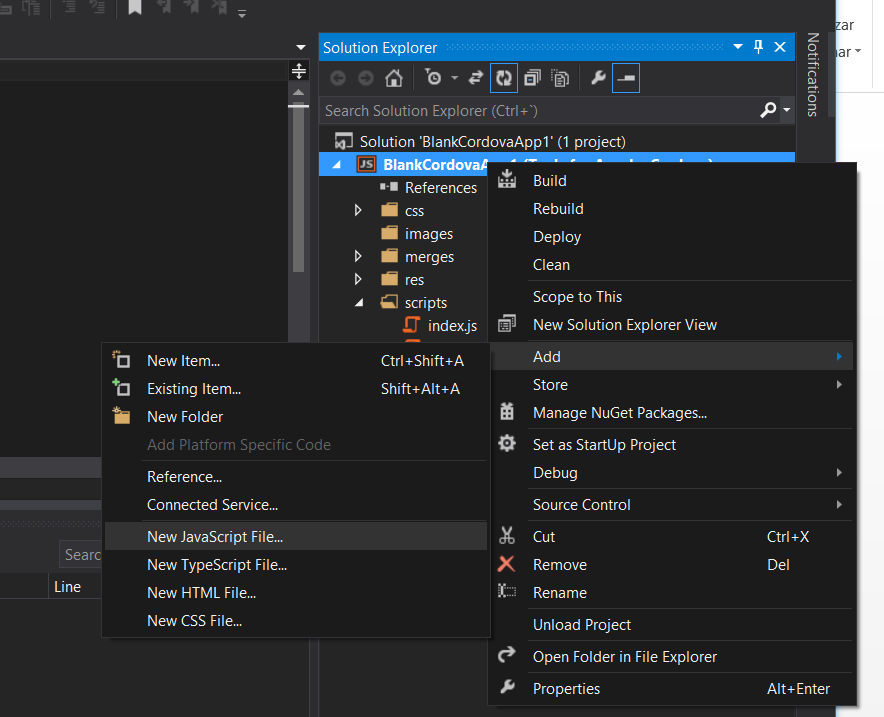 zar
ar
Notifications
Solution Explorer
Search Solution Explorer (Ctrl+`)
Solution 'BlankCordovaApp1' (1 project)
JS BlankCordovaA
References
css
images
merges
res
scripts
index.js
Build
Rebuild
Deploy
Clean
Scope to This
New Solution Explorer View
Add
Store
Manage NuGet Packages...
Set as StartUp Project
Debug
Source Control
Cut Ctrl+X
Remove Del
Rename
Unload Project
Open Folder in File Explorer
Properties Alt+Enter
New Item... Ctrl+Shift+A
Existing Item... Shift+Alt+A
New Folder
Add Platform Specific Code
Reference...
Connected Service...
New JavaScript File...
New TypeScript File...
New HTML File...
New CSS File...
Searc
Line